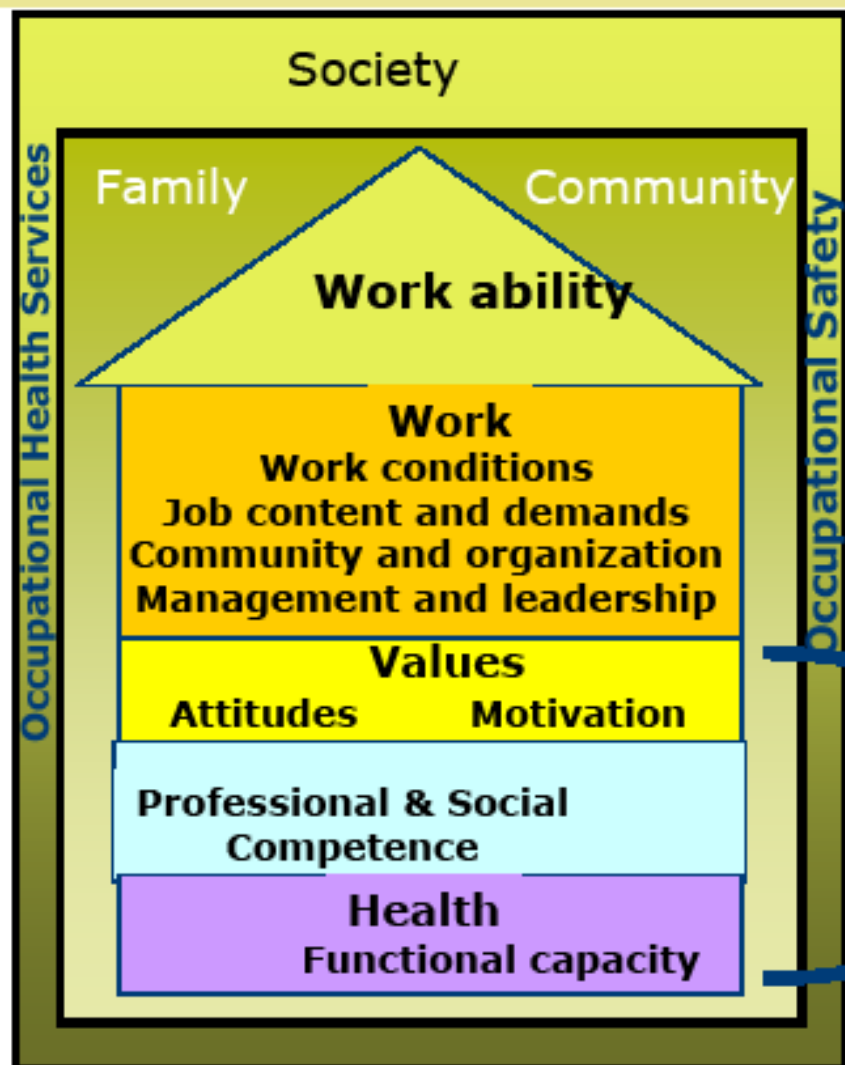 Society
Occupational Health Services
Family Community
Occupational Safety
Work ability
Work
Work conditions
Job content and demands
Community and organization
Management and leadership
Values
Attitudes Motivation
Professional & Social
Competence
Health
Functional capacity